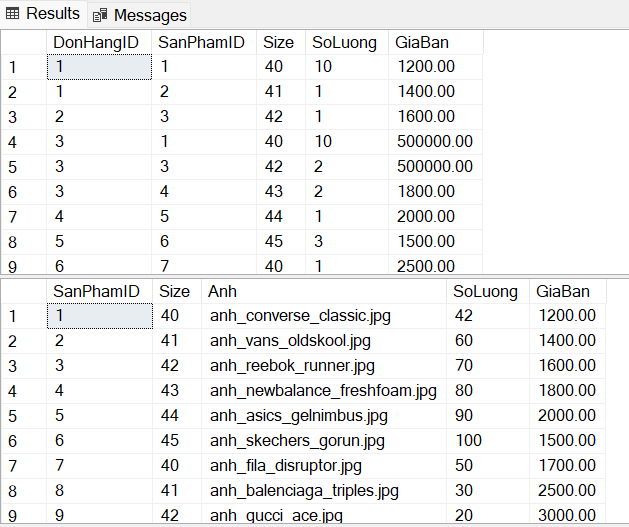 Results Messages
DonHangID SanPhamID Size SoLuong GiaBan
1 1 1 40 10 1200.00
2 1 2 41 1 1400.00
3 2 3 42 1 1600.00
4 3 1 40 10 500000.00
5 3 3 42 2 500000.00
6 3 4 43 2 1800.00
7 4 5 44 1 2000.00
8 5 6 45 3 1500.00
9 6 7 40 1 2500.00
SanPhamID Size Anh SoLuong GiaBan
1 1 40 anh_converse_classic.jpg 42 1200.00
2 2 41 anh_vans_oldskool.jpg 60 1400.00
3 3 42 anh_reebok_runner.jpg 70 1600.00
4 4 43 anh_newbalance_freshfoam.jpg 80 1800.00
5 5 44 anh_asics_gelnimbus.jpg 90 2000.00
6 6 45 anh_skechers_gorun.jpg 100 1500.00
7 7 40 anh_fila_disruptor.jpg 50 1700.00
8 8 41 anh_balenciaga_triples.jpg 30 2500.00
9 9 42 anh_gucci_ace.jpg 20 3000.00